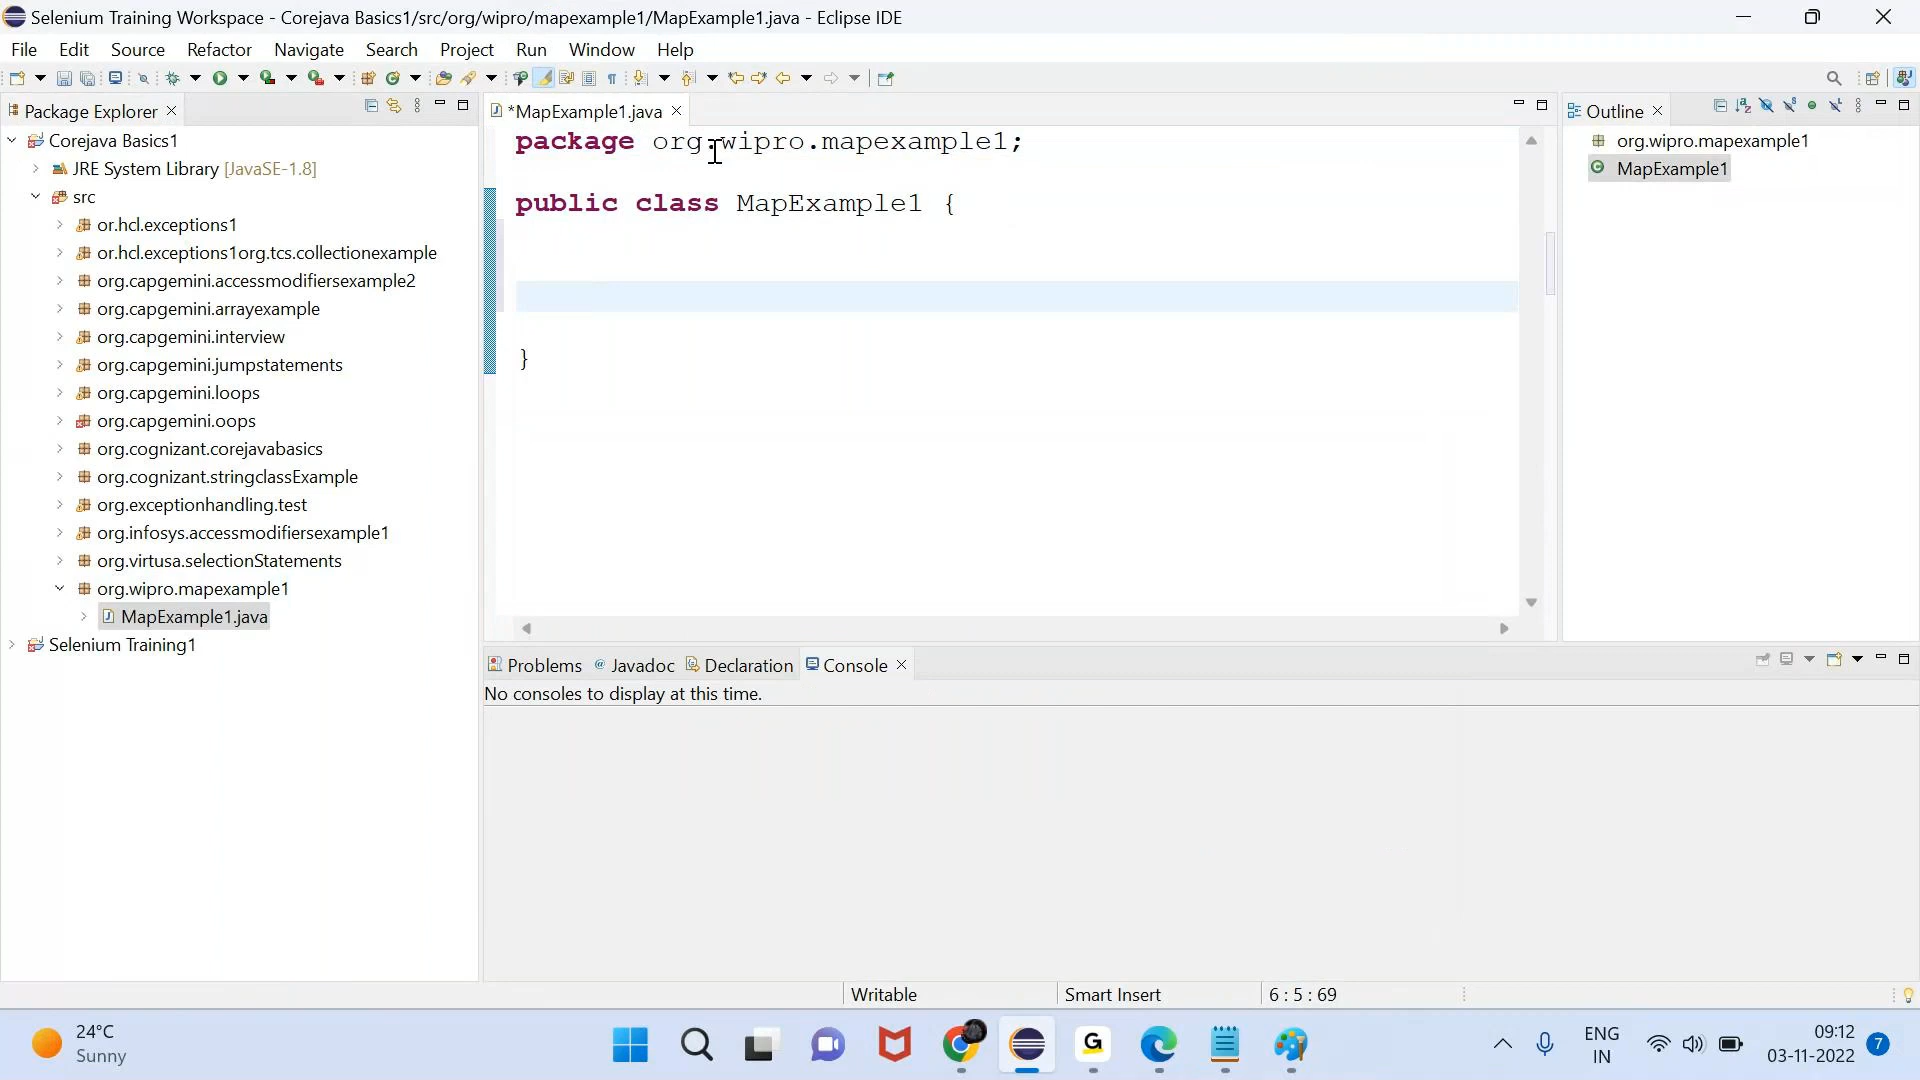 Selenium Training Workspace - Corejava Basics1/src/org/wipro/mapexample1/MapExample1.java - Eclipse IDE
File Edit Source Refactor Navigate Search Project Run Window Help
Package Explorer
*MapExample1.java
Outline
Corejava Basics1
JRE System Library [JavaSE-1.8]
src
or.hcl.exceptions1
or.hcl.exceptions1org.tcs.collectionexample
org.capgemini.accessmodifiersexample2
org.capgemini.arrayexample
org.capgemini.interview
org.capgemini.jumpstatements
org.capgemini.loops
org.capgemini.oops
org.cognizant.corejavabasics
org.cognizant.stringclassExample
org.exceptionhandling.test
org.infosys.accessmodifiersexample1
org.virtusa.selectionStatements
org.wipro.mapexample1
MapExample1.java
Selenium Training1
package org.wipro.mapexample1;
public class MapExample1 {
}
org.wipro.mapexample1
MapExample1
Problems Javadoc Declaration Console
No consoles to display at this time.
Writable Smart Insert 6 : 5 : 69
24°C
Sunny
ENG
IN
09:12
03-11-2022
7